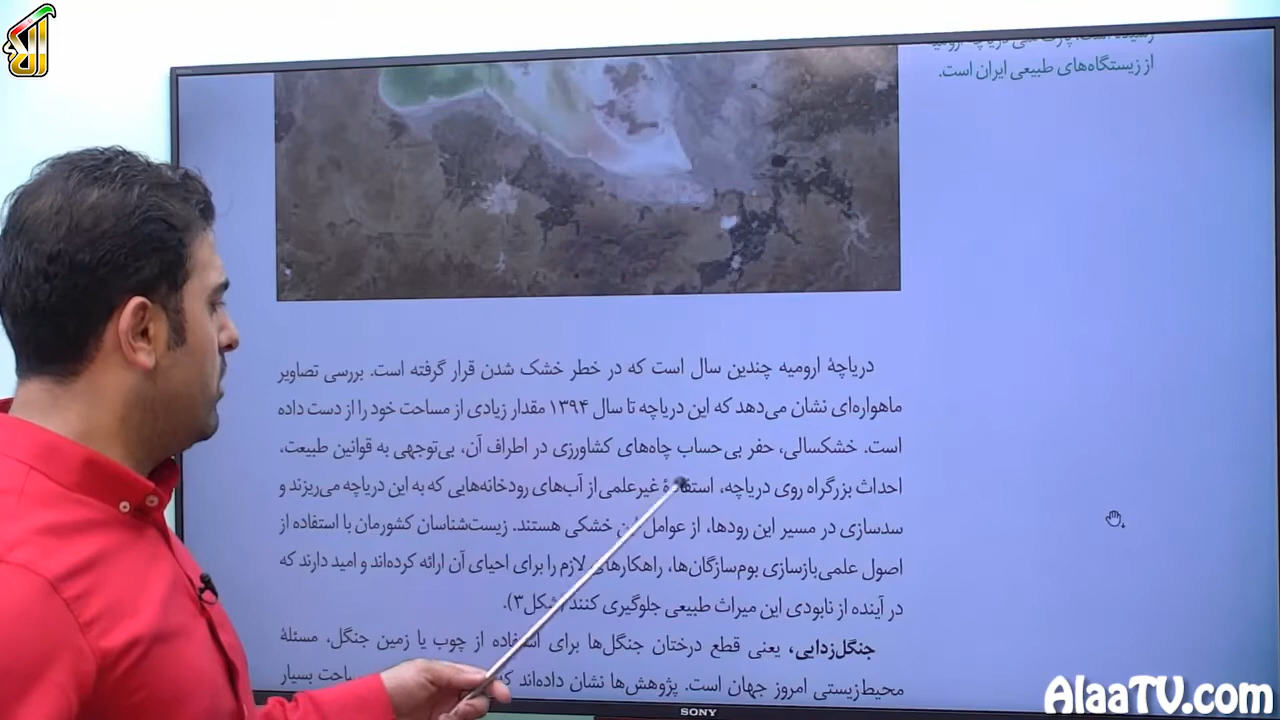 آلاء
از زیستگاه‌های طبیعی ایران است.
دریاچهٔ ارومیه چندین سال است که در خطر خشک شدن قرار گرفته است. بررسی تصاویر
ماهواره‌ای نشان می‌دهد که این دریاچه تا سال ۱۳۹۴ مقدار زیادی از مساحت خود را از دست داده
است. خشکسالی، حفر بی‌حساب چاه‌های کشاورزی در اطراف آن، بی‌توجهی به قوانین طبیعت،
احداث بزرگراه روی دریاچه، استفادهٔ غیرعلمی از آب‌های رودخانه‌هایی که به این دریاچه می‌ریزند و
سدسازی در مسیر این رودها، از عوامل این خشکی هستند. زیست‌شناسان کشورمان با استفاده از
اصول علمی بازسازی بوم‌سازگان‌ها، راهکارهای لازم را برای احیای آن ارائه کرده‌اند و امید دارند که
در آینده از نابودی این میراث طبیعی جلوگیری کنند (شکل ۳).
جنگل‌زدایی، یعنی قطع درختان جنگل‌ها برای استفاده از چوب یا زمین جنگل، مسئلهٔ
محیط‌زیستی امروز جهان است. پژوهش‌ها نشان داده‌اند بسیار
SONY
AlaaTV.com